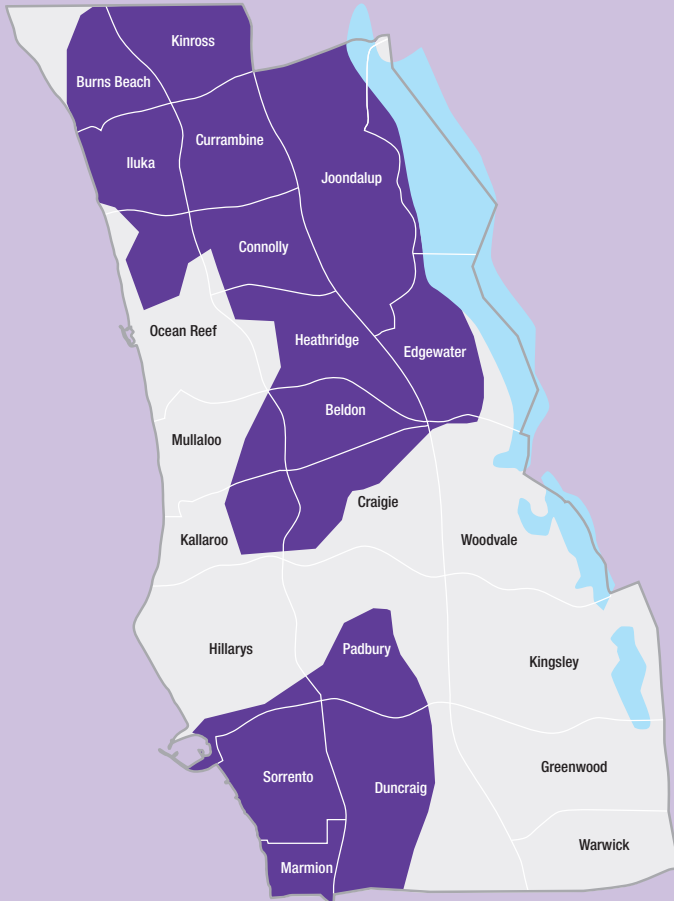 Kinross
Burns Beach
Currambine
Iluka
Joondalup
Connolly
Ocean Reef
Heathridge
Edgewater
Beldon
Mullaloo
Craigie
Kallaroo
Woodvale
Hillarys
Padbury
Kingsley
Greenwood
Sorrento
Duncraig
Warwick
Marmion